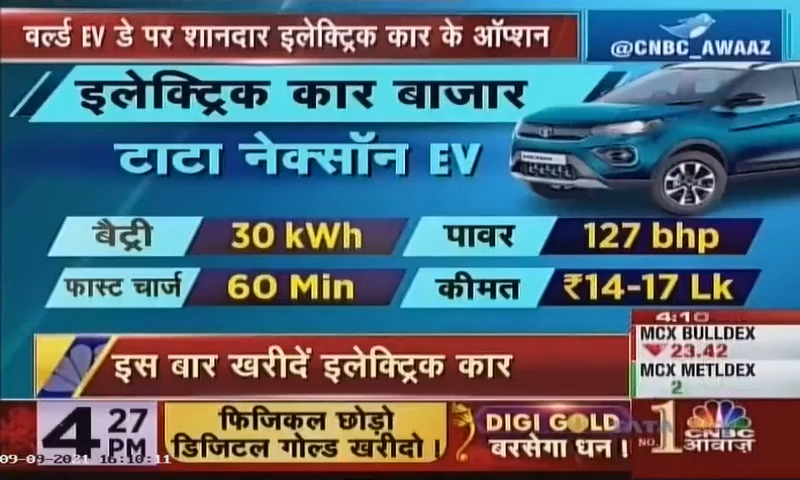 वर्ल्ड EV डे पर शानदार इलेक्ट्रिक कार के ऑप्शन
@CNBC_AWAAZ
इलेक्ट्रिक कार बाजार
टाटा नेक्सॉन EV
बैट्री 30 kWh पावर 127 bhp
फास्ट चार्ज 60 Min कीमत ₹14-17 Lk
4:10
MCX BULLDEX
23.42
MCX METLDEX
2
इस बार खरीदें इलेक्ट्रिक कार
4 27 PM
फिजिकल छोड़ो
डिजिटल गोल्ड खरीदो !
DIGI GOLD
बरसेगा धन !
NO. 1
CNBC
आवाज़
09-09-2021 16:10:11